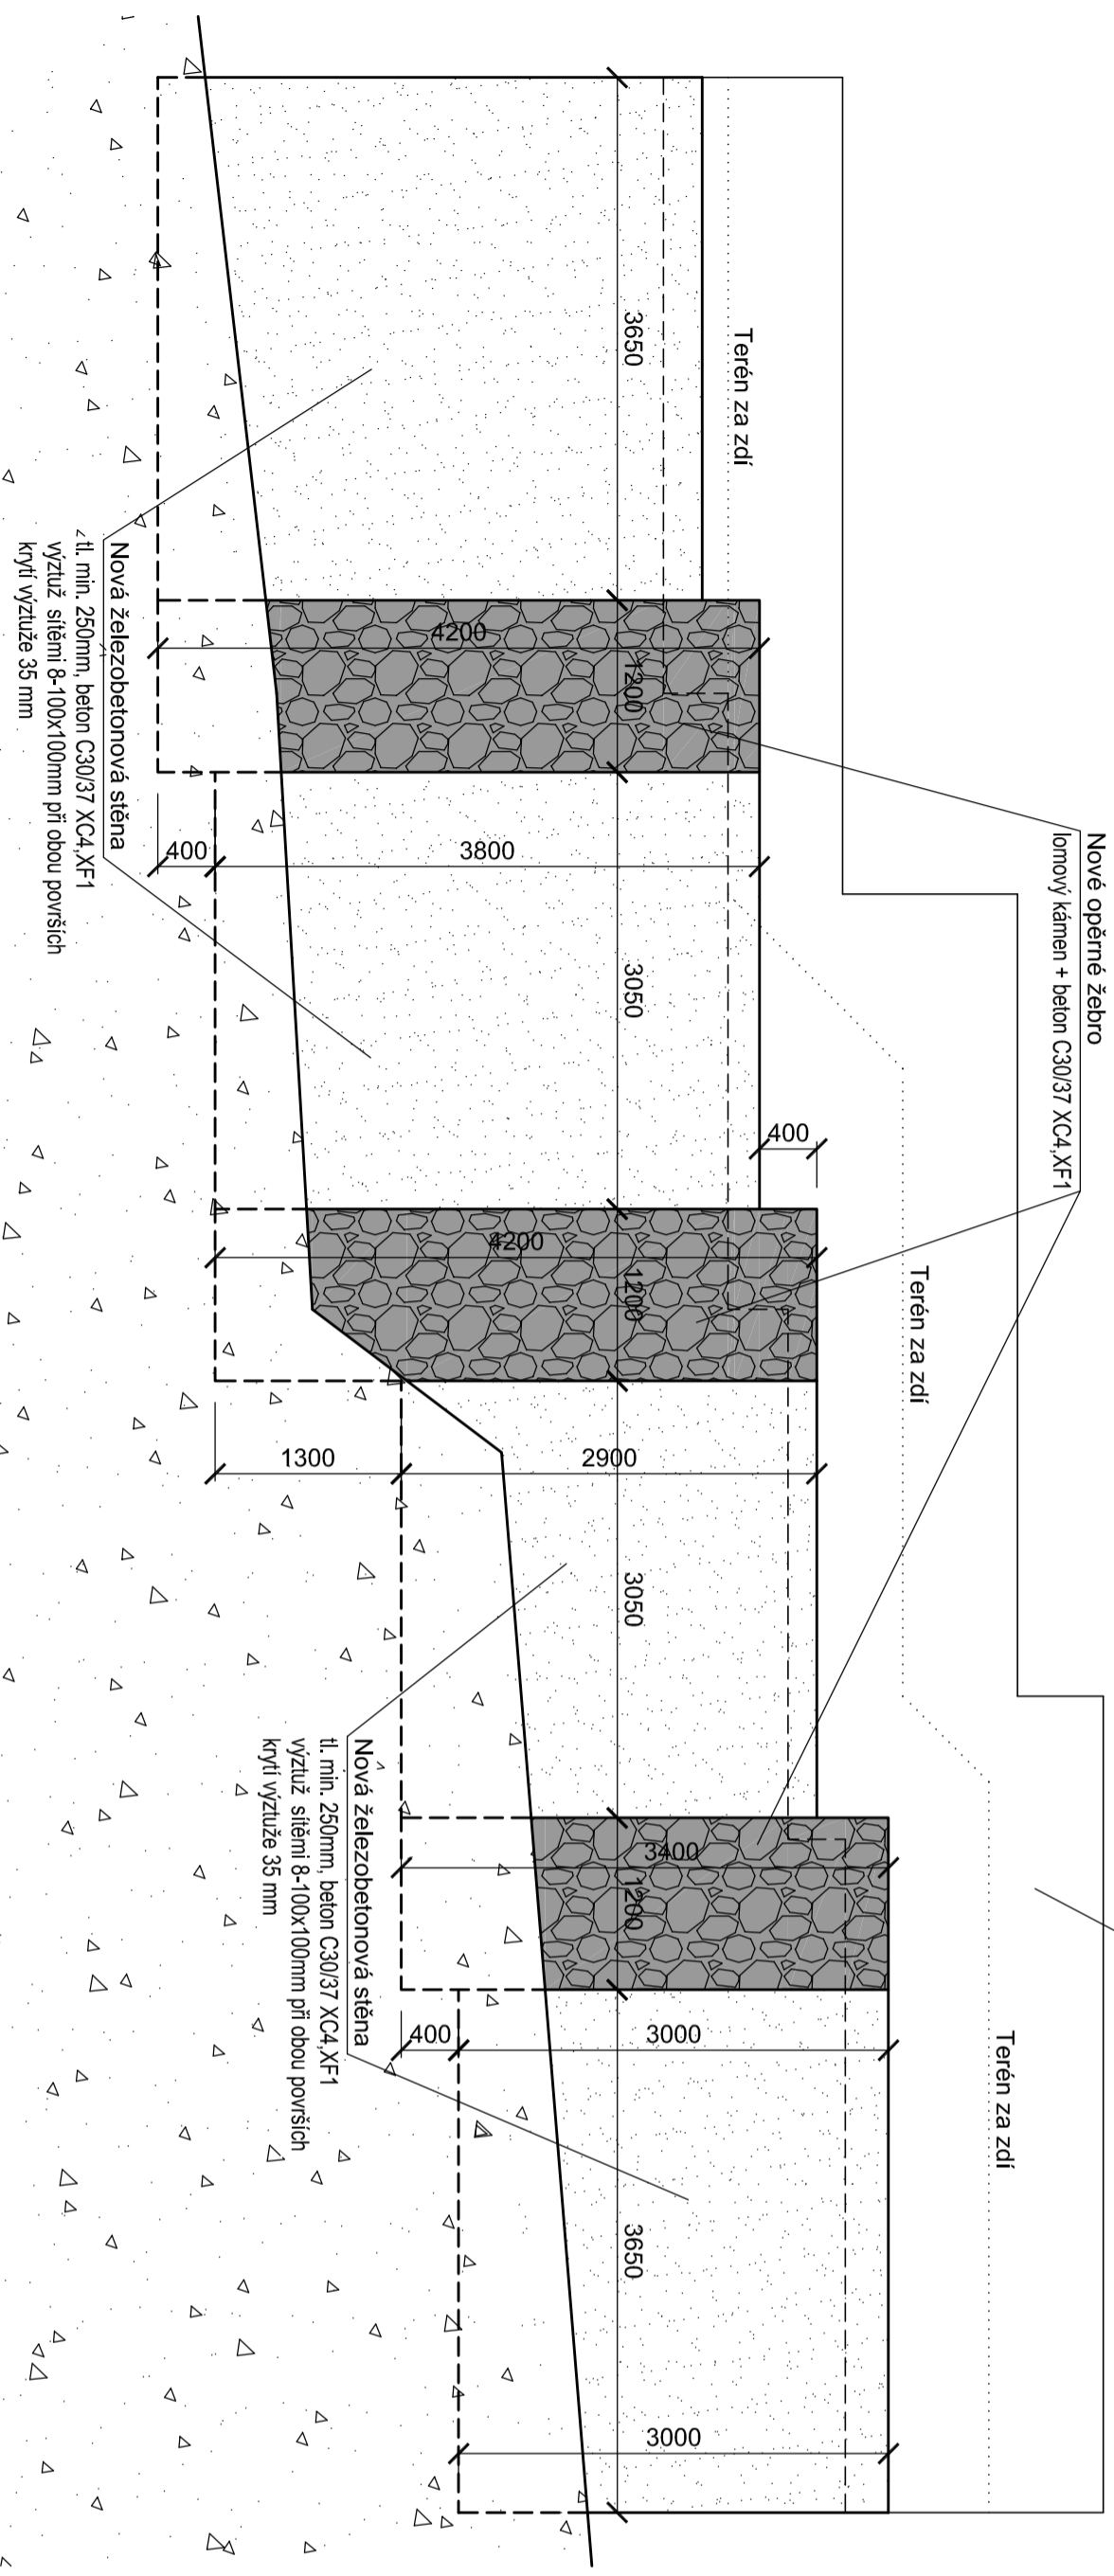 Nové opěrné žebro
lomový kámen + beton C30/37 XC4,XF1
Terén za zdí
Terén za zdí
Terén za zdí
3650
1200
3050
1200
3050
1200
3650
4200
400
3800
400
4200
1300
2900
3400
400
3000
3000
Nová železobetonová stěna
tl. min. 250mm, beton C30/37 XC4,XF1
výztuž sítěmi 8-100x100mm při obou površích
krytí výztuže 35 mm
Nová železobetonová stěna
tl. min. 250mm, beton C30/37 XC4,XF1
výztuž sítěmi 8-100x100mm při obou površích
krytí výztuže 35 mm